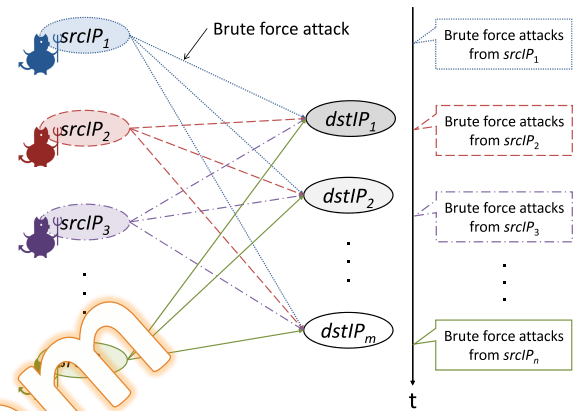 Brute force attack
srcIP1
srcIP2
srcIP3
dstIP1
dstIP2
dstIPm
Brute force attacks
from srcIP1
Brute force attacks
from srcIP2
Brute force attacks
from srcIP3
Brute force attacks
from srcIPn
t